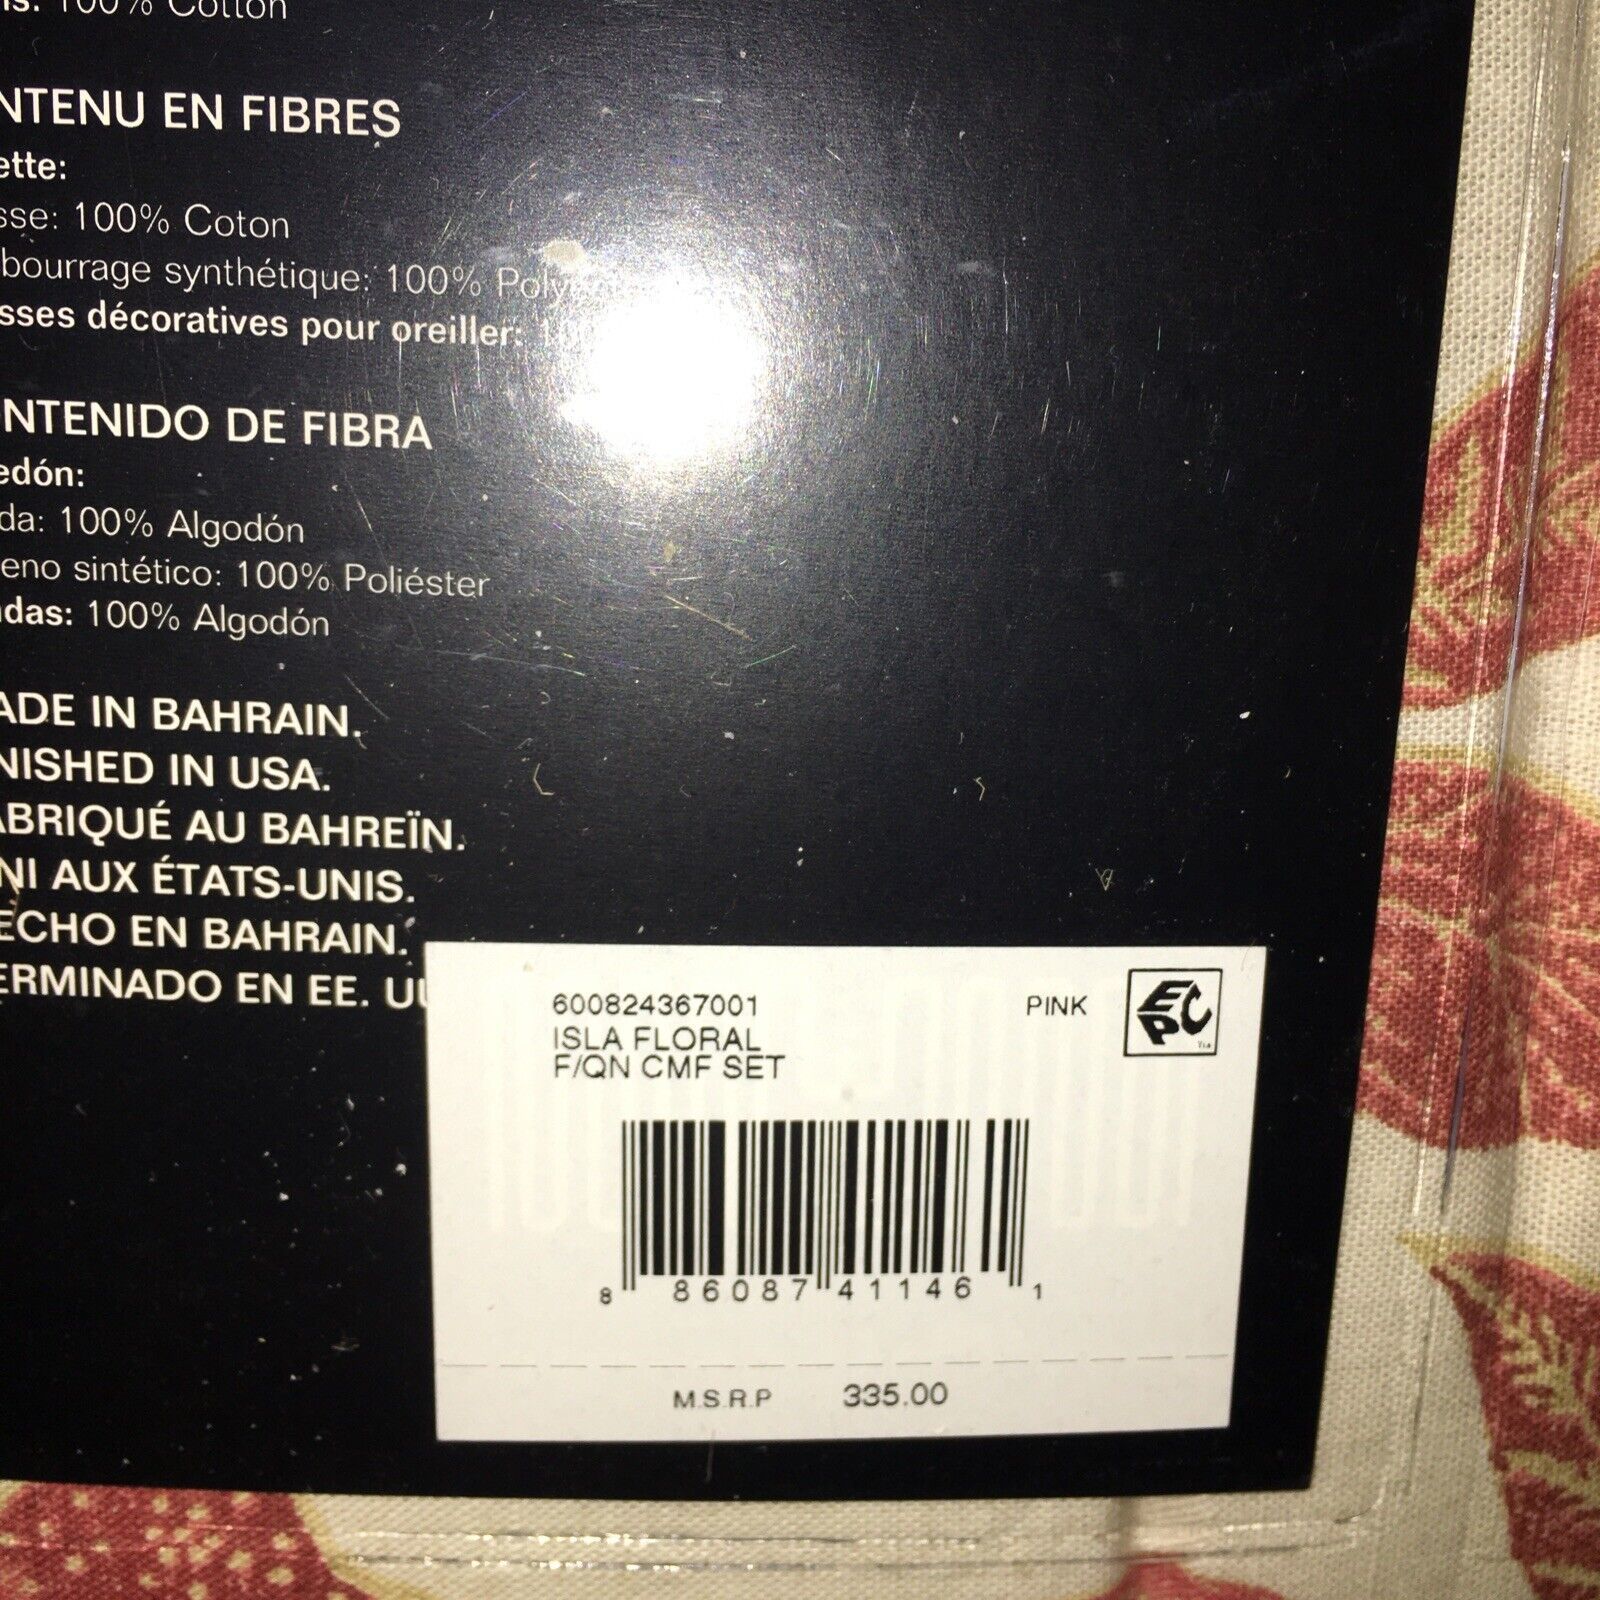 100% Cotton
NTENU EN FIBRES
ette:
sse: 100% Coton
bourrage synthétique: 100% Poly
sses décoratives pour oreiller:
NTENIDO DE FIBRA
edón:
da: 100% Algodón
eno sintético: 100% Poliéster
das: 100% Algodón
ADE IN BAHRAIN.
NISHED IN USA.
ABRIQUÉ AU BAHREÏN.
NI AUX ÉTATS-UNIS.
ECHO EN BAHRAIN.
ERMINADO EN EE. UU
600824367001 PINK EPC
ISLA FLORAL
F/QN CMF SET
8 86087 41146 1
M.S.R.P 335.00